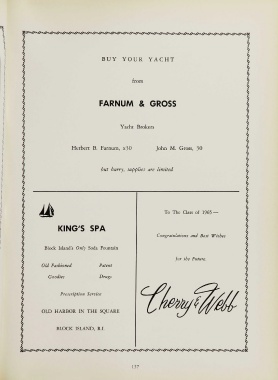 BUY YOUR YACHT
from
FARNUM & GROSS
Yacht Brokers
Herbert B. Farnum, x30 John M. Gross, 50
but hurry, supplies are limited
KING'S SPA
Block Island's Only Soda Fountain
Old Fashioned Patent
Goodies Drugs
Prescription Service
OLD HARBOR IN THE SQUARE
BLOCK ISLAND, R.I.
To The Class of 1965—
Congratulations and Best Wishes
for the Future.
Cherry & Webb
137